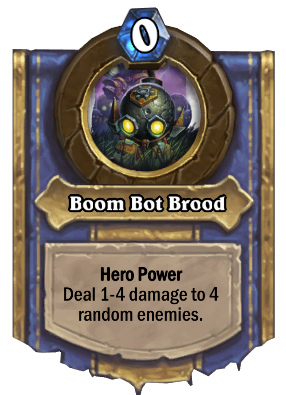 0
Boom Bot Brood
Hero Power
Deal 1-4 damage to 4
random enemies.